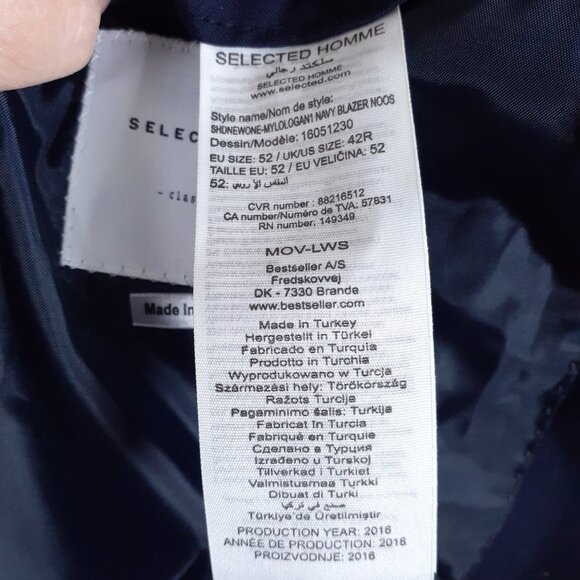 SELECTED HOMME
سلكتد رجالي
SELECTED HOMME
www.selected.com
Style name/Nom de style:
SHDNEWONE-MYLOLOGAN1 NAVY BLAZER NOOS
Dessin/Modèle: 16051230
EU SIZE: 52 / UK/US SIZE: 42R
TAILLE EU: 52 / EU VELIČINA: 52
52:
CVR number: 88216512
CA number/Numéro de TVA: 57831
RN number: 149349
MOV-LWS
Bestseller A/S
Fredskovvej
DK - 7330 Brande
www.bestseller.com
Made in Turkey
Hergestellt in Türkei
Fabricado en Turquia
Prodotto in Turchia
Wyprodukowano w Turcja
Származási hely: Törökország
Ražots Turcija
Pagaminimo šalis: Turkija
Fabricat in Turcia
Fabriqué en Turquie
Сделано в Турция
Izrađeno u Turskoj
Tillverkad i Turkiet
Valmistusmaa Turkki
Dibuat di Turki
صنع في تركيا
Türkiye'de Üretilmiştir
PRODUCTION YEAR: 2016
ANNÉE DE PRODUCTION: 2016
PROIZVODNJE: 2016
SELEC
- clas
Made in